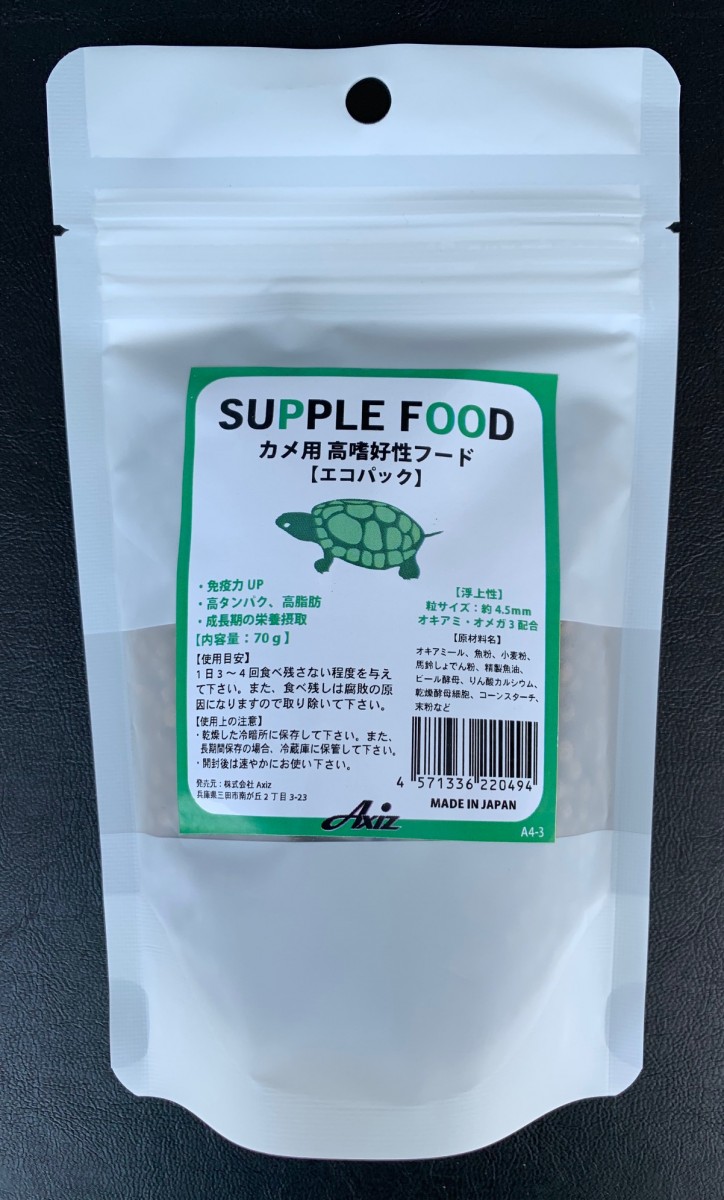 SUPPLE FOOD
カメ用 高嗜好性フード
【エコパック】
・免疫力 UP
・高タンパク、高脂肪
・成長期の栄養摂取
【内容量：70ｇ】
【使用目安】
1日3〜4回食べ残さない程度を与え
て下さい。また、食べ残しは腐敗の原
因になりますので取り除いて下さい。
【使用上の注意】
・乾燥した冷暗所に保存して下さい。また、
長期間保存の場合、冷蔵庫に保管して下さい。
・開封後は速やかにお使い下さい。
発売元：株式会社 Axiz
兵庫県三田市南が丘2丁目3-23
【浮上性】
粒サイズ：約 4.5mm
オキアミ・オメガ3配合
【原材料名】
オキアミール、魚粉、小麦粉、
馬鈴しょでん粉、精製魚油、
ビール酵母、りん酸カルシウム、
乾燥酵母細胞、コーンスターチ、
末粉など
4 571336 220494
MADE IN JAPAN
Axiz
A4-3